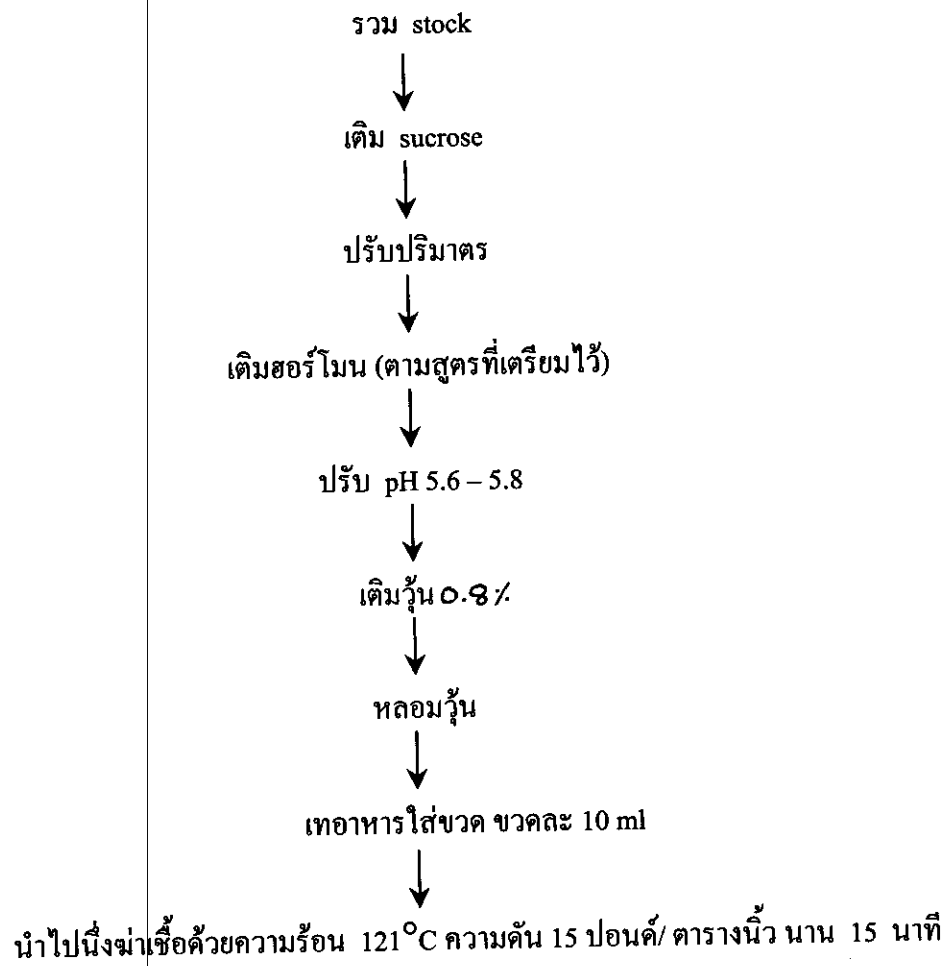 รวม stock
เติม sucrose
ปรับปริมาตร
เติมฮอร์โมน (ตามสูตรที่เตรียมไว้)
ปรับ pH 5.6 – 5.8
เติมวุ้น 0.8%
หลอมวุ้น
เทอาหารใส่ขวด ขวดละ 10 ml
นำไปนึ่งฆ่าเชื้อด้วยความร้อน 121°C ความดัน 15 ปอนด์/ ตารางนิ้ว นาน 15 นาที